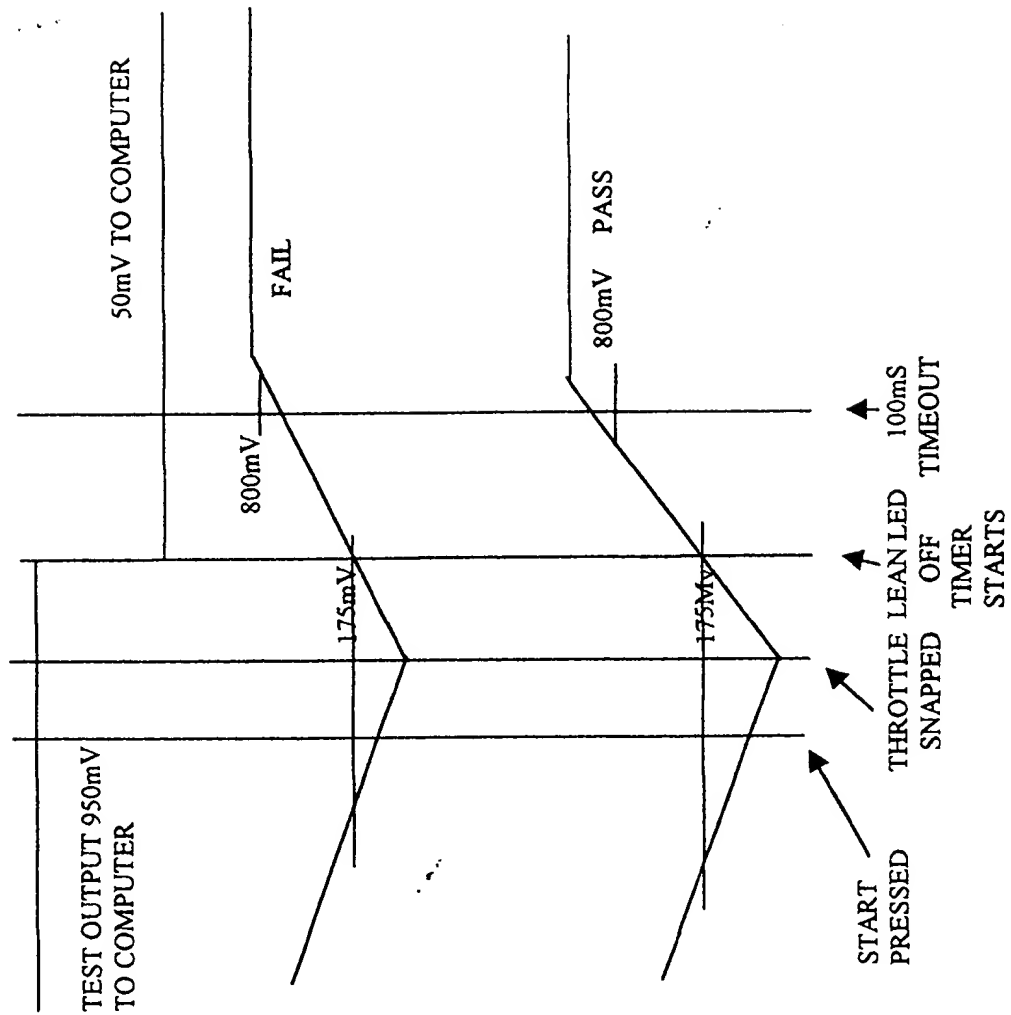 TEST OUTPUT 950mV
TO COMPUTER
50mV TO COMPUTER
175mV
800mV
FAIL
175Mv
800mV PASS
START
PRESSED
THROTTLE
SNAPPED
LEAN LED
OFF
TIMER
STARTS
100mS
TIMEOUT